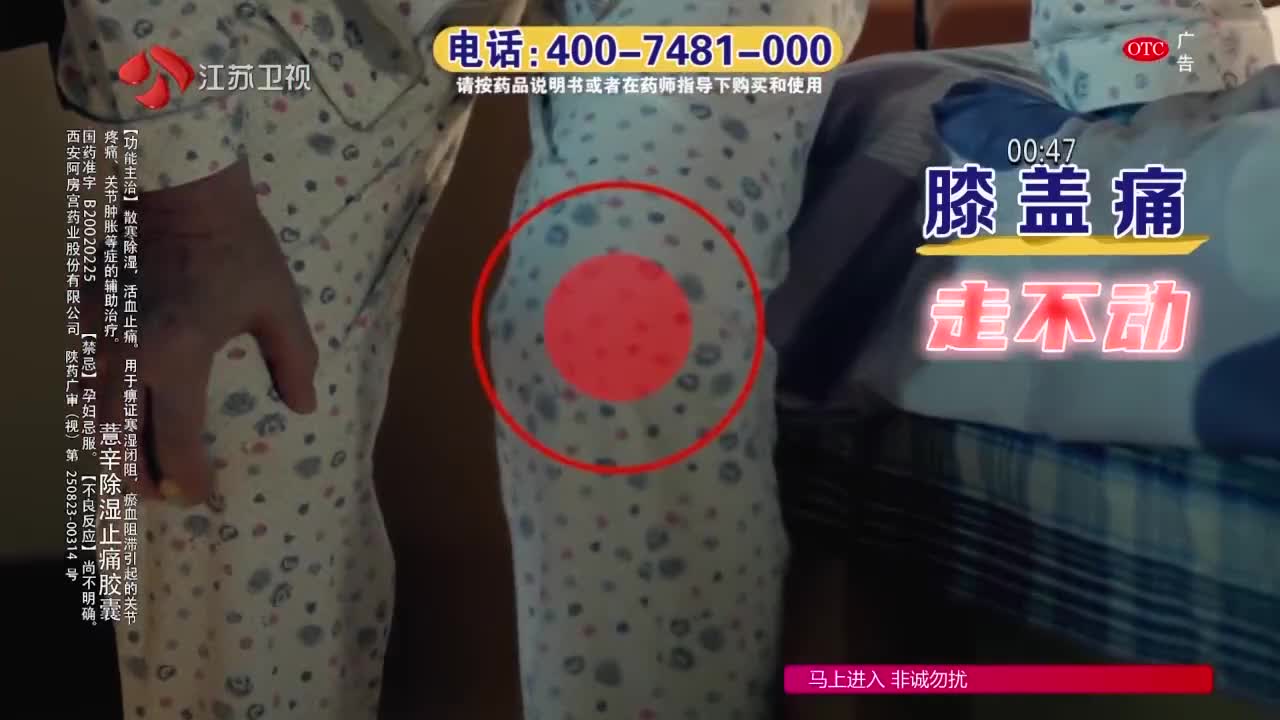 江苏卫视
电话:400-7481-000
请按药品说明书或者在药师指导下购买和使用
OTC
广告
00:47
膝盖痛
走不动
【功能主治】散寒除湿，活血止痛。用于痹证寒湿闭阻，瘀血阻滞引起的关节
疼痛、关节肿胀等症的辅助治疗。
薏辛除湿止痛胶囊
国药准字 B20020225 【禁忌】孕妇忌服。【不良反应】尚不明确。
西安阿房宫药业股份有限公司 陕药广审（视）第 250823-00314 号
马上进入 非诚勿扰